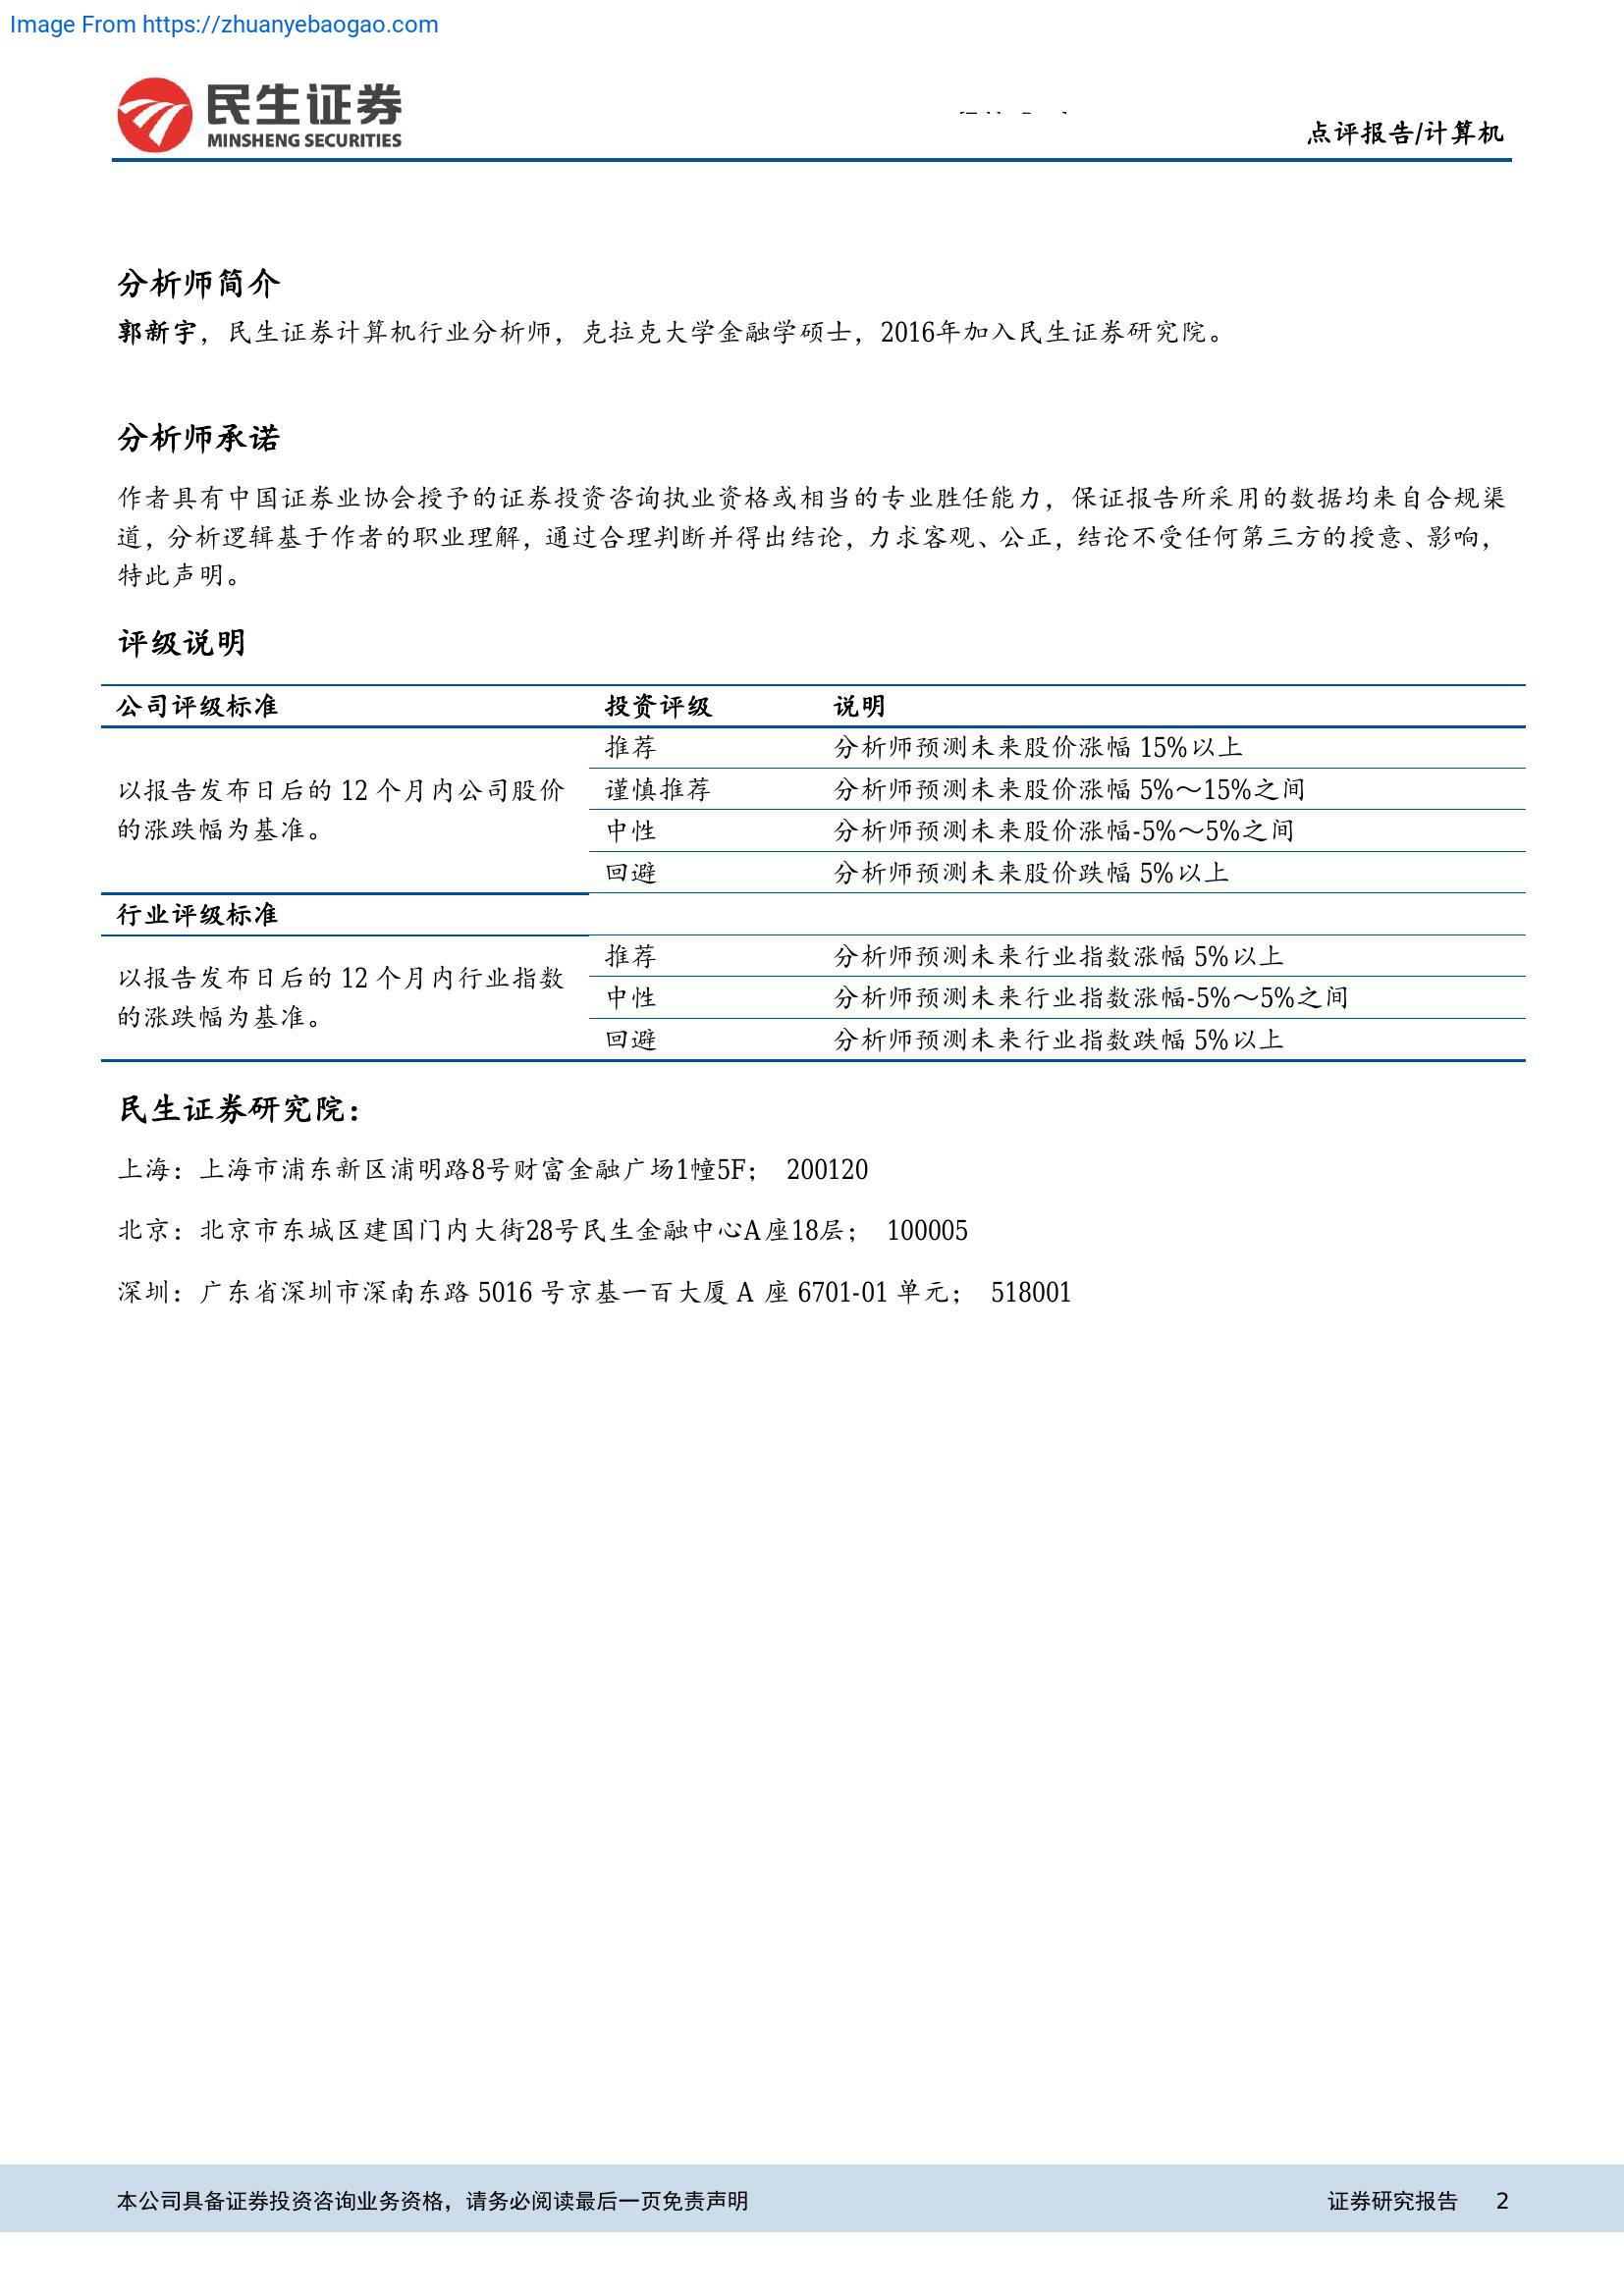 Image From https://zhuanyebaogao.com
民生证券
MINSHENG SECURITIES
点评报告/计算机
分析师简介
郭新宇，民生证券计算机行业分析师，克拉克大学金融学硕士，2016年加入民生证券研究院。
分析师承诺
作者具有中国证券业协会授予的证券投资咨询执业资格或相当的专业胜任能力，保证报告所采用的数据均来自合规渠
道，分析逻辑基于作者的职业理解，通过合理判断并得出结论，力求客观、公正，结论不受任何第三方的授意、影响，
特此声明。
评级说明
公司评级标准 投资评级 说明
以报告发布日后的 12 个月内公司股价
的涨跌幅为基准。
推荐 分析师预测未来股价涨幅 15%以上
谨慎推荐 分析师预测未来股价涨幅 5%～15%之间
中性 分析师预测未来股价涨幅-5%～5%之间
回避 分析师预测未来股价跌幅 5%以上
行业评级标准
以报告发布日后的 12 个月内行业指数
的涨跌幅为基准。
推荐 分析师预测未来行业指数涨幅 5%以上
中性 分析师预测未来行业指数涨幅-5%～5%之间
回避 分析师预测未来行业指数跌幅 5%以上
民生证券研究院：
上海：上海市浦东新区浦明路8号财富金融广场1幢5F； 200120
北京：北京市东城区建国门内大街28号民生金融中心A座18层； 100005
深圳：广东省深圳市深南东路 5016 号京基一百大厦 A 座 6701-01 单元； 518001
本公司具备证券投资咨询业务资格，请务必阅读最后一页免责声明 证券研究报告 2